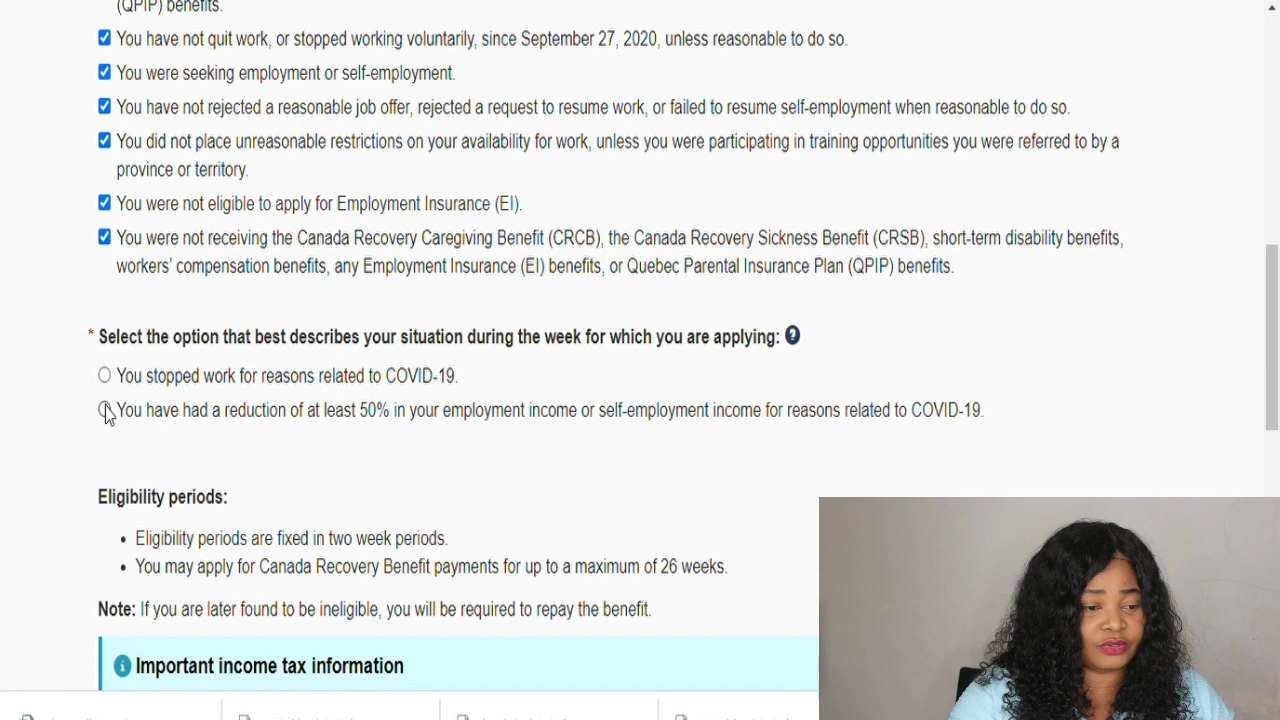 (QPIP) benefits.
You have not quit work, or stopped working voluntarily, since September 27, 2020, unless reasonable to do so.
You were seeking employment or self-employment.
You have not rejected a reasonable job offer, rejected a request to resume work, or failed to resume self-employment when reasonable to do so.
You did not place unreasonable restrictions on your availability for work, unless you were participating in training opportunities you were referred to by a
province or territory.
You were not eligible to apply for Employment Insurance (EI).
You were not receiving the Canada Recovery Caregiving Benefit (CRCB), the Canada Recovery Sickness Benefit (CRSB), short-term disability benefits,
workers' compensation benefits, any Employment Insurance (EI) benefits, or Quebec Parental Insurance Plan (QPIP) benefits.
* Select the option that best describes your situation during the week for which you are applying: ?
You stopped work for reasons related to COVID-19.
You have had a reduction of at least 50% in your employment income or self-employment income for reasons related to COVID-19.
Eligibility periods:
• Eligibility periods are fixed in two week periods.
• You may apply for Canada Recovery Benefit payments for up to a maximum of 26 weeks.
Note: If you are later found to be ineligible, you will be required to repay the benefit.
Important income tax information